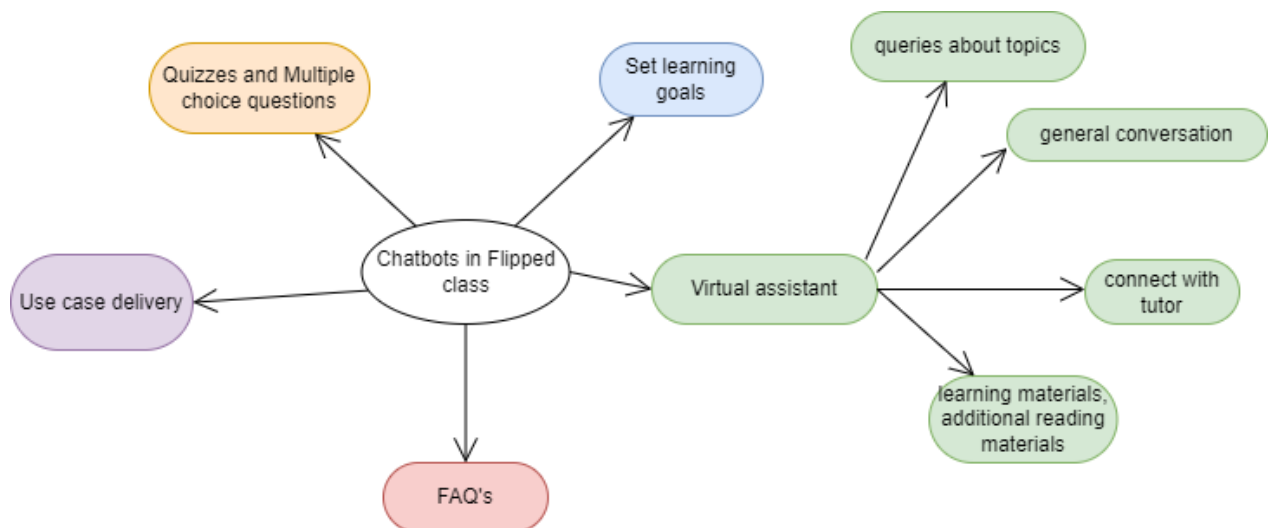 queries about topics
Quizzes and Multiple
choice questions
Set learning
goals
general conversation
Chatbots in Flipped
class
Use case delivery
Virtual assistant
connect with
tutor
learning materials,
additional reading
materials
FAQ's